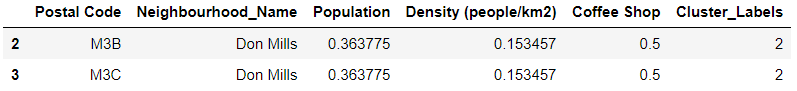 Postal Code Neighbourhood_Name Population Density (people/km2) Coffee Shop Cluster_Labels
2 M3B Don Mills 0.363775 0.153457 0.5 2
3 M3C Don Mills 0.363775 0.153457 0.5 2